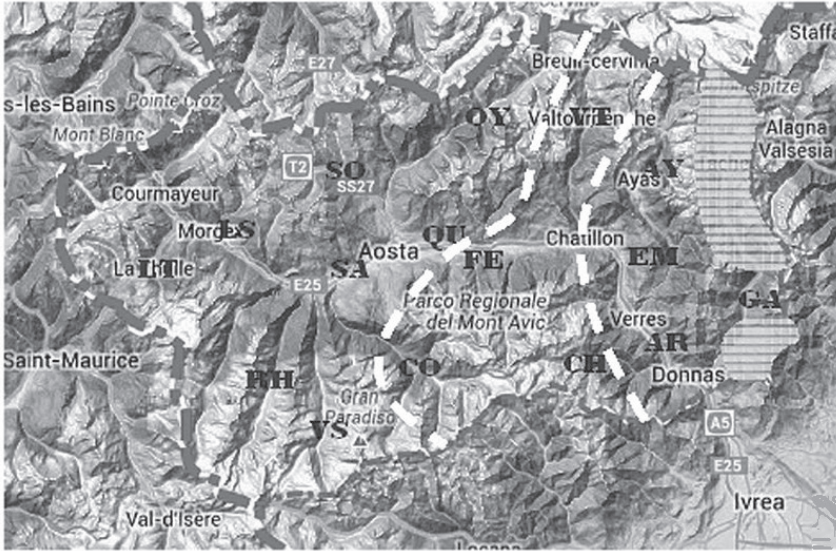 Cervino
Staffa
E27
Breuil-cervinia
s-les-Bains
Pointe Croz
spitze
Mont Blanc
OY
Valtournenche
VT
Alagna
Valsesia
T2
SO
SS27
Ayas
AY
Courmayeur
Morgex
LS
QU
Chatillon
Aosta
FE
EM
La Thuile
LT
SA
E25
GA
Parco Regionale
del Mont Avic
Verres
AR
Saint-Maurice
CO
CH
Donnas
RH
Gran
Paradiso
VS
A5
E25
Ivrea
Val-d'Isère